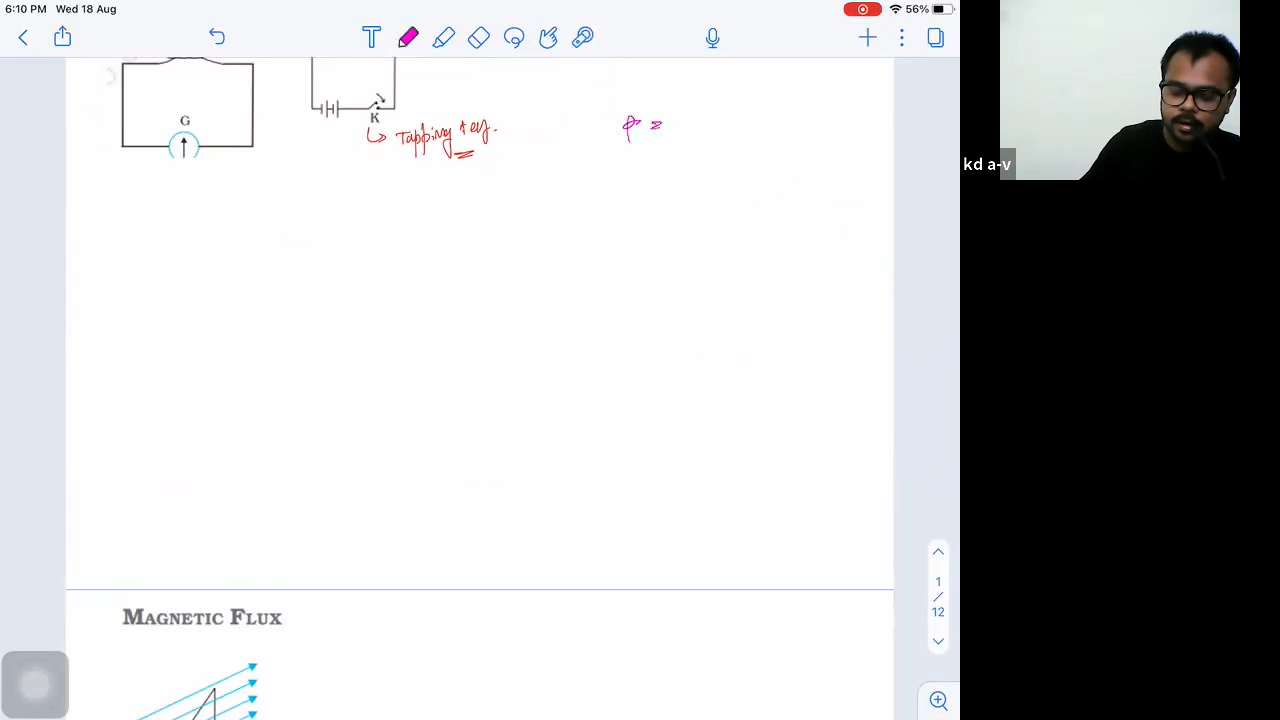 6:10 PM Wed 18 Aug
56%
T
G
K
Tapping key.
φ =
kd a-v
1
/
12
MAGNETIC FLUX